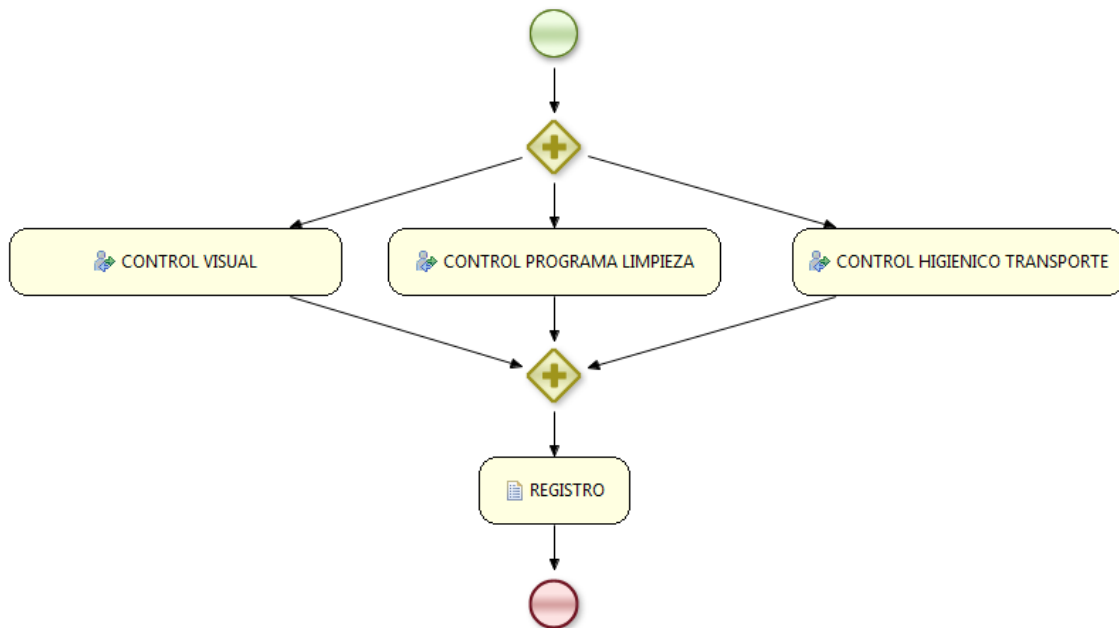 CONTROL VISUAL
CONTROL PROGRAMA LIMPIEZA
CONTROL HIGIENICO TRANSPORTE
REGISTRO